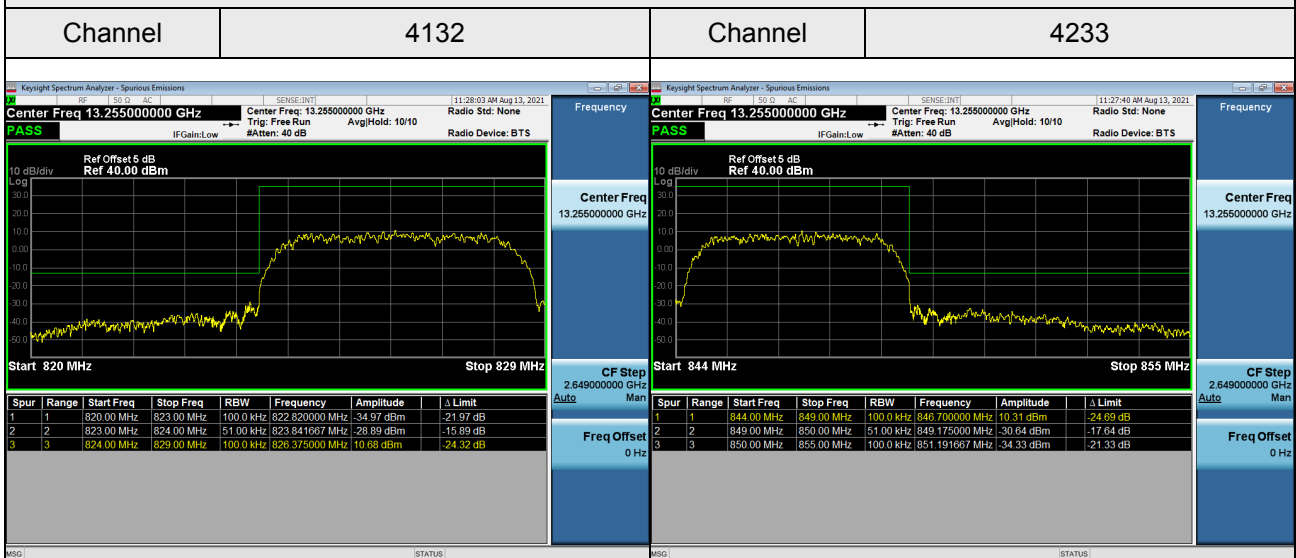 Channel 4132 Channel 4233
Keysight Spectrum Analyzer - Spurious Emissions
RF 50 Ω AC SENSE:INT 11:28:03 AM Aug 13, 2021
Center Freq 13.255000000 GHz
Center Freq: 13.255000000 GHz Radio Std: None
Trig: Free Run Avg|Hold: 10/10
PASS
IFGain:Low #Atten: 40 dB Radio Device: BTS
Ref Offset 5 dB
10 dB/div Ref 40.00 dBm
Log
30.0
20.0
10.0
0.00
-10.0
-20.0
-30.0
-40.0
-50.0
Start 820 MHz Stop 829 MHz
Spur Range Start Freq Stop Freq RBW Frequency Amplitude Δ Limit
1 1 820.00 MHz 823.00 MHz 100.0 kHz 822.820000 MHz -34.97 dBm -21.97 dB
2 2 823.00 MHz 824.00 MHz 51.00 kHz 823.841667 MHz -28.89 dBm -15.89 dB
3 3 824.00 MHz 829.00 MHz 100.0 kHz 826.375000 MHz 10.68 dBm -24.32 dB
Frequency
Center Freq
13.255000000 GHz
CF Step
2.649000000 GHz
Auto Man
Freq Offset
0 Hz
MSG STATUS
Keysight Spectrum Analyzer - Spurious Emissions
RF 50 Ω AC SENSE:INT 11:27:40 AM Aug 13, 2021
Center Freq 13.255000000 GHz
Center Freq: 13.255000000 GHz Radio Std: None
Trig: Free Run Avg|Hold: 10/10
PASS
IFGain:Low #Atten: 40 dB Radio Device: BTS
Ref Offset 5 dB
10 dB/div Ref 40.00 dBm
Log
30.0
20.0
10.0
0.00
-10.0
-20.0
-30.0
-40.0
-50.0
Start 844 MHz Stop 855 MHz
Spur Range Start Freq Stop Freq RBW Frequency Amplitude Δ Limit
1 1 844.00 MHz 849.00 MHz 100.0 kHz 846.700000 MHz 10.31 dBm -24.69 dB
2 2 849.00 MHz 850.00 MHz 51.00 kHz 849.175000 MHz -30.64 dBm -17.64 dB
3 3 850.00 MHz 855.00 MHz 100.0 kHz 851.191667 MHz -34.33 dBm -21.33 dB
Frequency
Center Freq
13.255000000 GHz
CF Step
2.649000000 GHz
Auto Man
Freq Offset
0 Hz
MSG STATUS